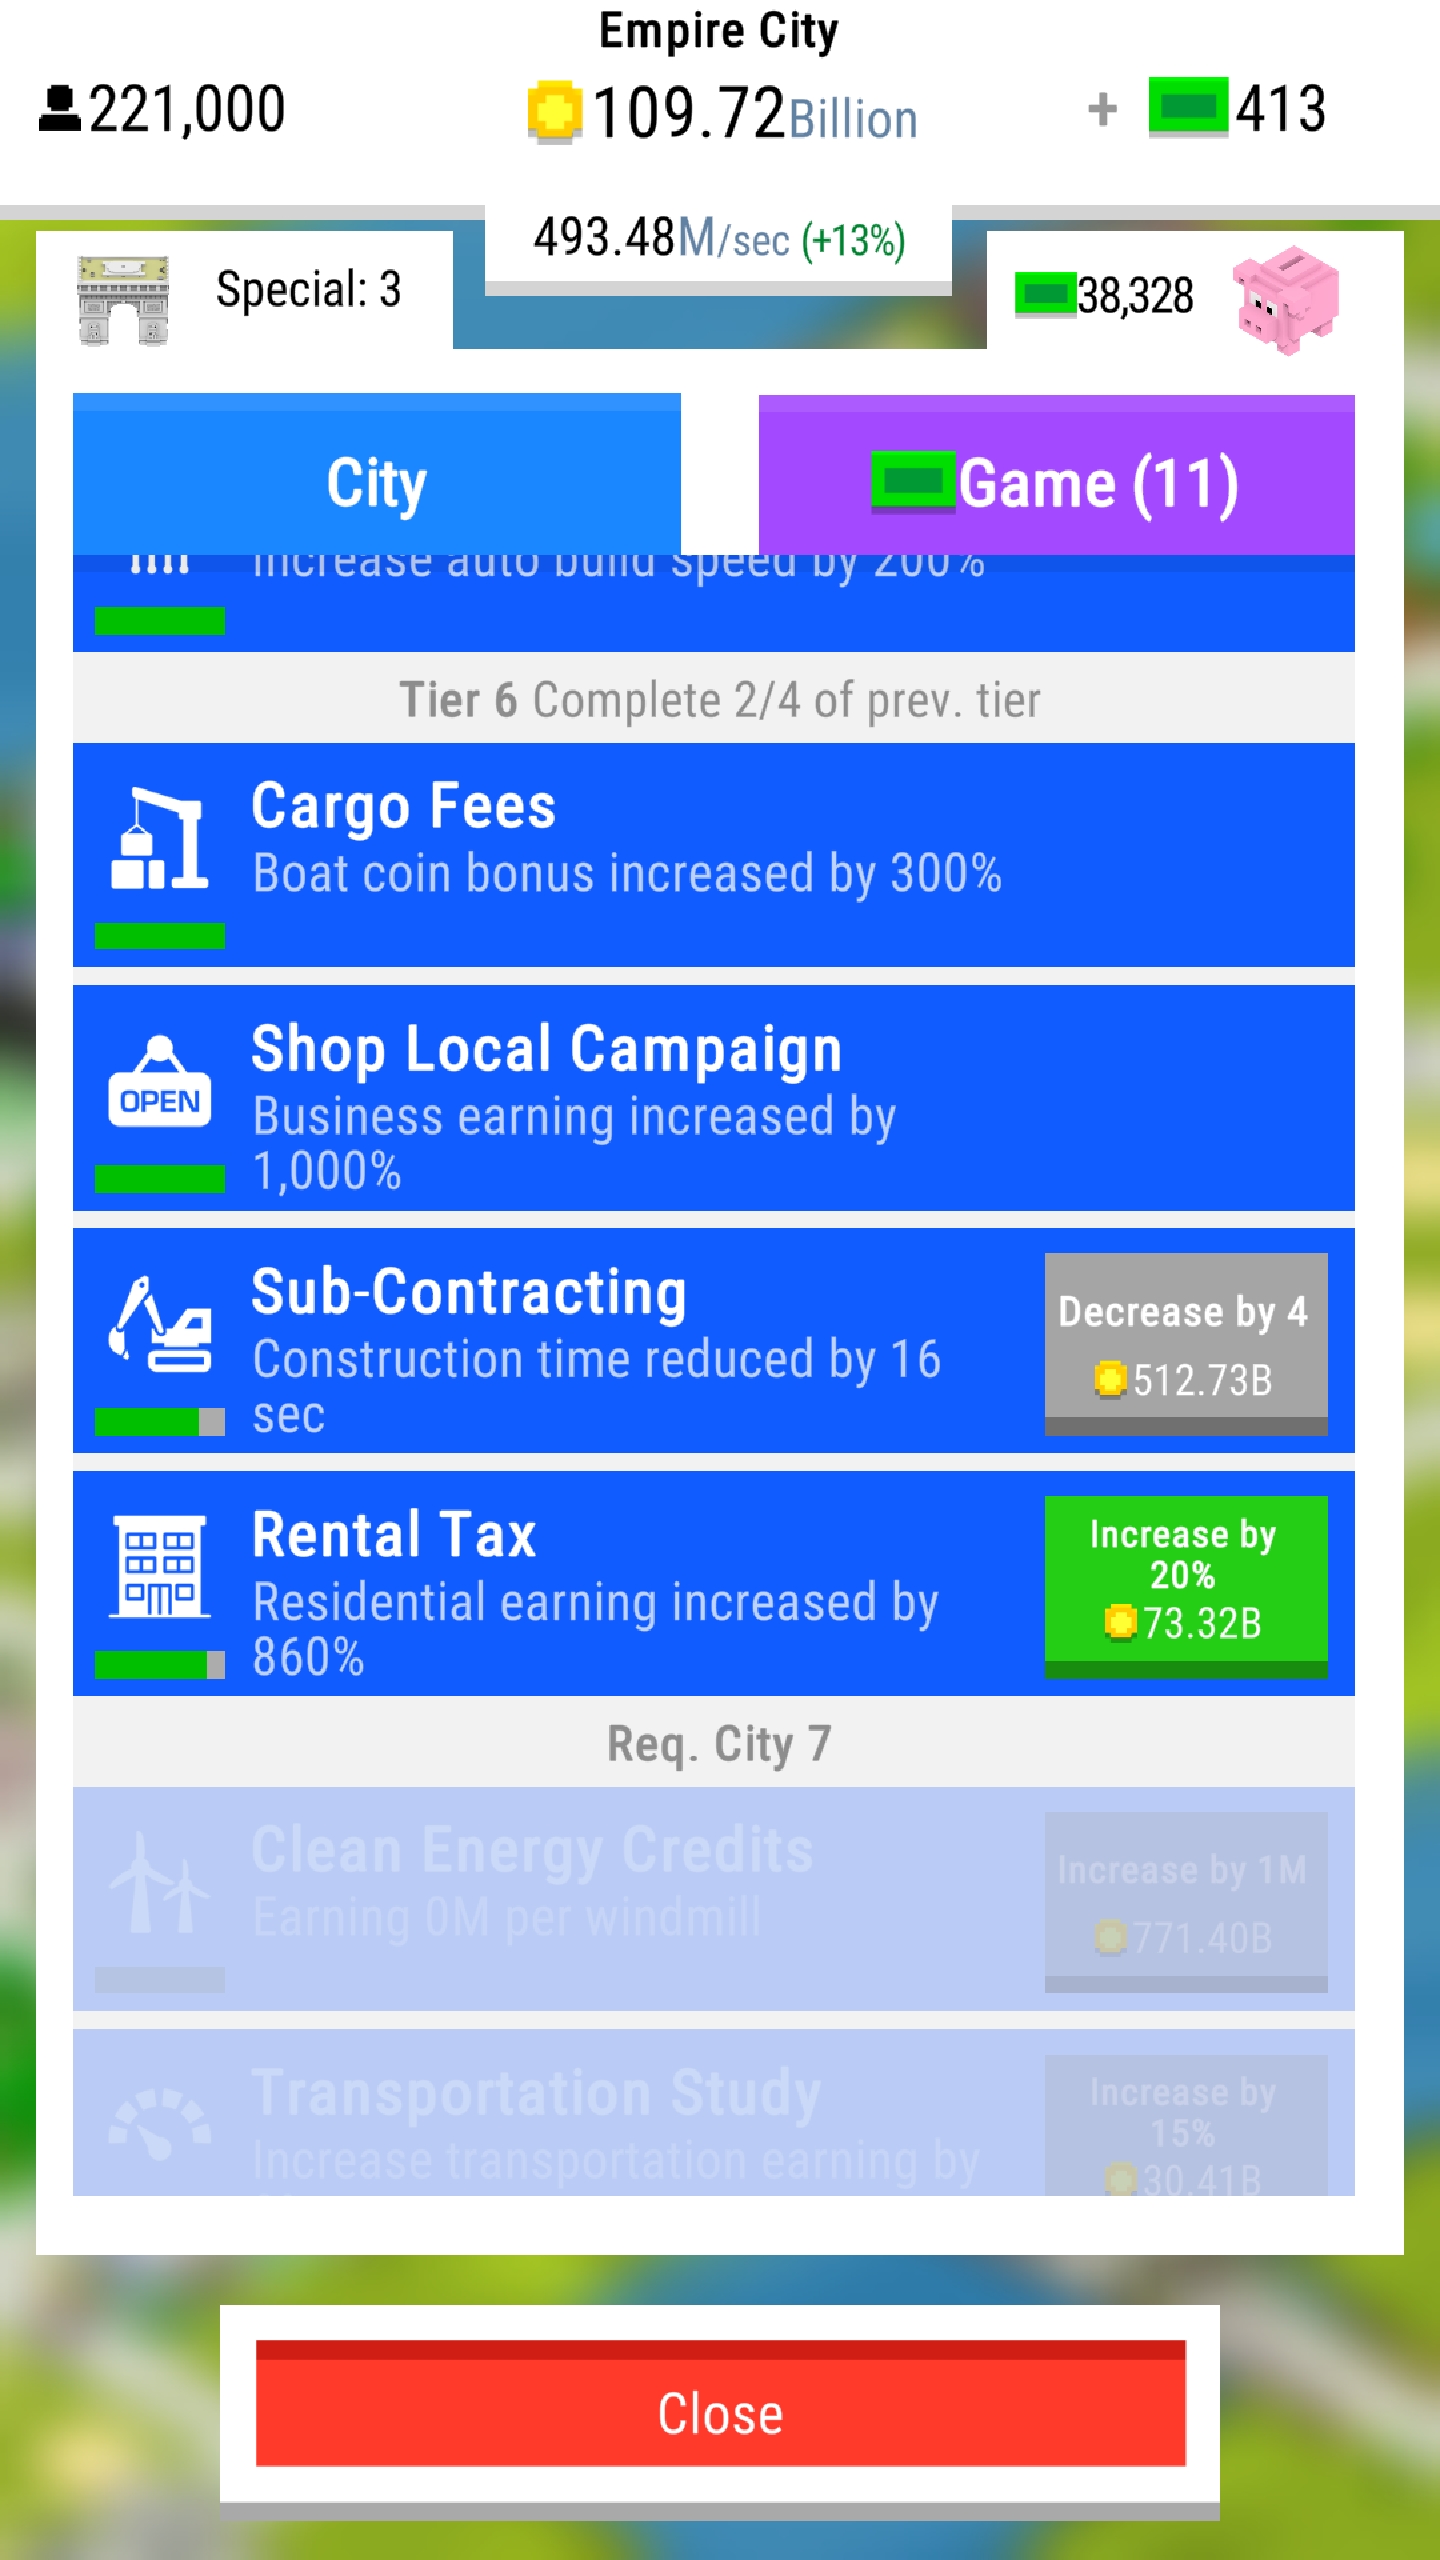 Empire City
221,000
109.72Billion
+ 413
493.48M/sec (+13%)
Special: 3
38,328
City
Game (11)
Increase auto build speed by 200%
Tier 6 Complete 2/4 of prev. tier
Cargo Fees
Boat coin bonus increased by 300%
OPEN
Shop Local Campaign
Business earning increased by
1,000%
Sub-Contracting
Construction time reduced by 16
sec
Decrease by 4
512.73B
Rental Tax
Residential earning increased by
860%
Increase by
20%
73.32B
Req. City 7
Clean Energy Credits
Earning 0M per windmill
Increase by 1M
771.40B
Transportation Study
Increase transportation earning by
Increase by
15%
30.41B
Close